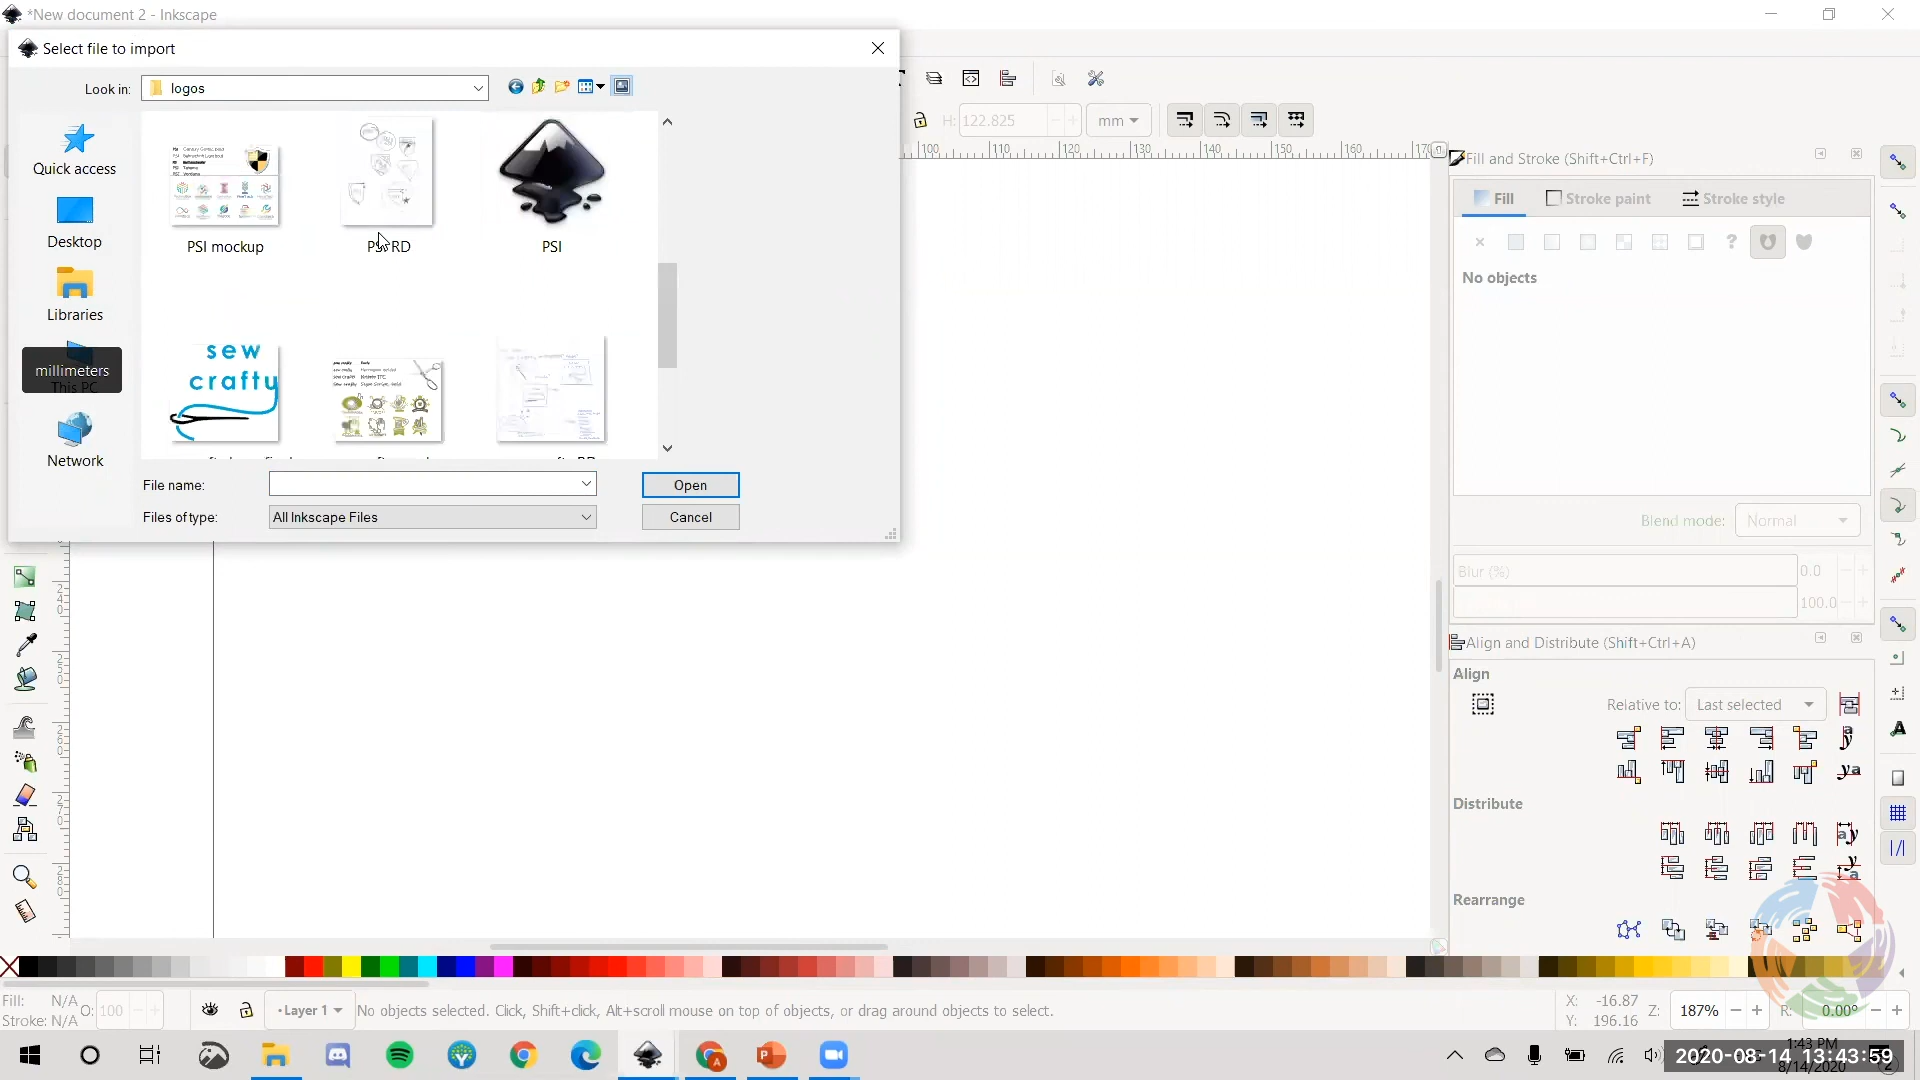 *New document 2 - Inkscape
Select file to import
Look in:
logos
Quick access
Desktop
Libraries
millimeters
This PC
Network
PSI mockup
PSI RD
PSI
sew
crafty
File name:
Open
Files of type:
All Inkscape Files
Cancel
H: 122.825
mm
100
110
120
130
140
150
160
Fill and Stroke (Shift+Ctrl+F)
Fill
Stroke paint
Stroke style
No objects
Blend mode:
Normal
Blur (%)
0.0
100.0
Align and Distribute (Shift+Ctrl+A)
Align
Relative to:
Last selected
Distribute
Rearrange
240
250
260
270
280
Fill: N/A
Stroke: N/A
O: 100
Layer 1
No objects selected. Click, Shift+click, Alt+scroll mouse on top of objects, or drag around objects to select.
X: -16.87
Y: 196.16
Z: 187%
R: 0.00°
1:43 PM
8/14/2020
2020-08-14 13:43:59